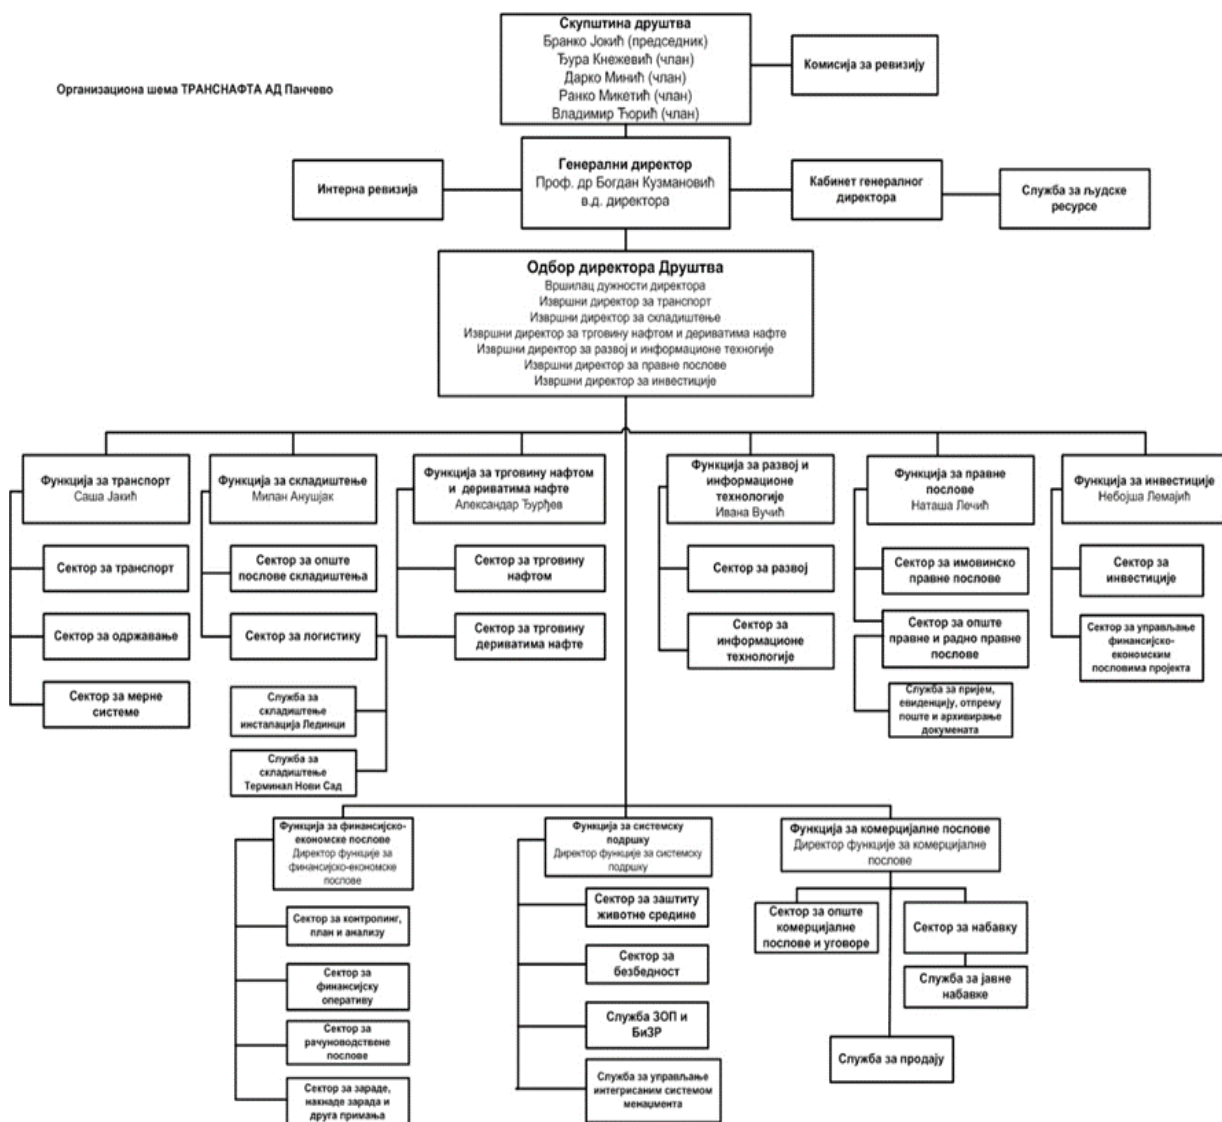 Скупштина друштва
Бранко Јокић (председник)
Ђура Кнежевић (члан)
Дарко Минић (члан)
Ранко Микетић (члан)
Владимир Ћорић (члан)
Комисија за ревизију
Организациона шема ТРАНСНАФТА АД Панчево
Генерални директор
Проф. др Богдан Кузмановић
в.д. директора
Интерна ревизија
Кабинет генералног
директора
Служба за људске
ресурсе
Одбор директора Друштва
Вршилац дужности директора
Извршни директор за транспорт
Извршни директор за складиштење
Извршни директор за трговину нафтом и дериватима нафте
Извршни директор за развој и информационе техногије
Извршни директор за правне послове
Извршни директор за инвестиције
Функција за транспорт
Саша Јакић
Функција за складиштење
Милан Анушјак
Функција за трговину нафтом
и дериватима нафте
Александар Ђурђев
Функција за развој и
информационе
технологије
Ивана Вучић
Функција за правне
послове
Наташа Лечић
Функција за инвестиције
Небојша Лемајић
Сектор за транспорт
Сектор за опште
послове складиштења
Сектор за трговину
нафтом
Сектор за развој
Сектор за имовинско
правне послове
Сектор за
инвестиције
Сектор за одржавање
Сектор за логистику
Сектор за трговину
дериватима нафте
Сектор за
информационе
технологије
Сектор за опште
правне и радно правне
послове
Сектор за управљање
финансијско-
економским
пословима пројекта
Сектор за мерне
системе
Служба за
складиштење
инсталација Лединци
Служба за пријем,
евиденцију, отпрему
поште и архивирање
докумената
Служба за
складиштење
Терминал Нови Сад
Функција за финансијско-
економске послове
Директор функције за
финансијско-економске
послове
Функција за системску
подршку
Директор функције за системску
подршку
Функција за комерцијалне послове
Директор функције за комерцијалне
послове
Сектор за контролинг,
план и анализу
Сектор за заштиту
животне средине
Сектор за опште
комерцијалне
послове и уговоре
Сектор за набавку
Сектор за
финансијску
оперативу
Сектор за
безбедност
Служба за јавне
набавке
Сектор за
рачуноводствене
послове
Служба ЗОП и
БиЗР
Служба за продају
Сектор за зараде,
накнаде зарада и
друга примања
Служба за управљање
интегрисаним системом
менаџмента